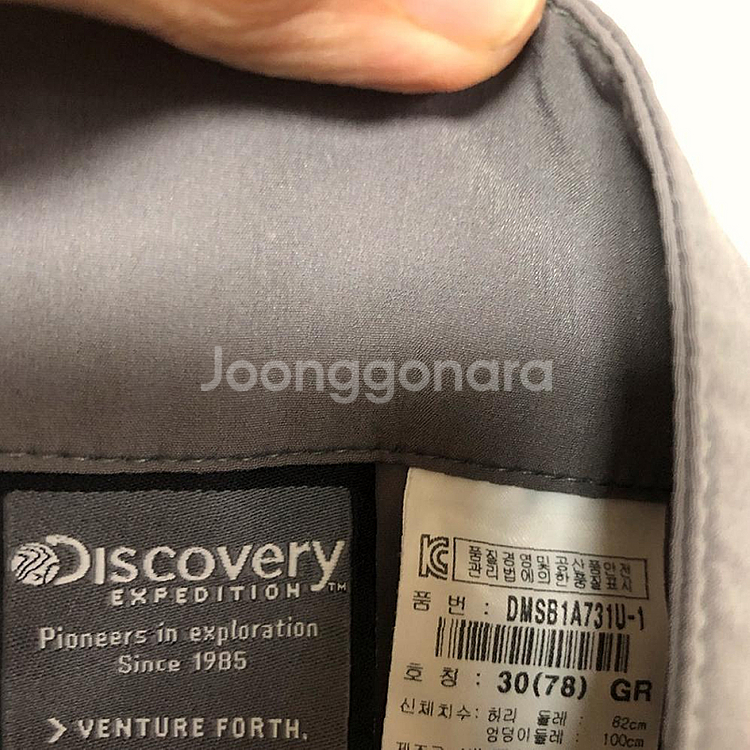 Joonggonara
Discovery
EXPEDITION™
Pioneers in exploration
Since 1985
VENTURE FORTH.
품질경영 및 공산품안전
관리법에 의한 품질표시
품 번 : DMSB1A731U-1
호 칭 : 30(78) GR
신체치수: 허리 둘레 : 82cm
엉덩이둘레 : 100cm